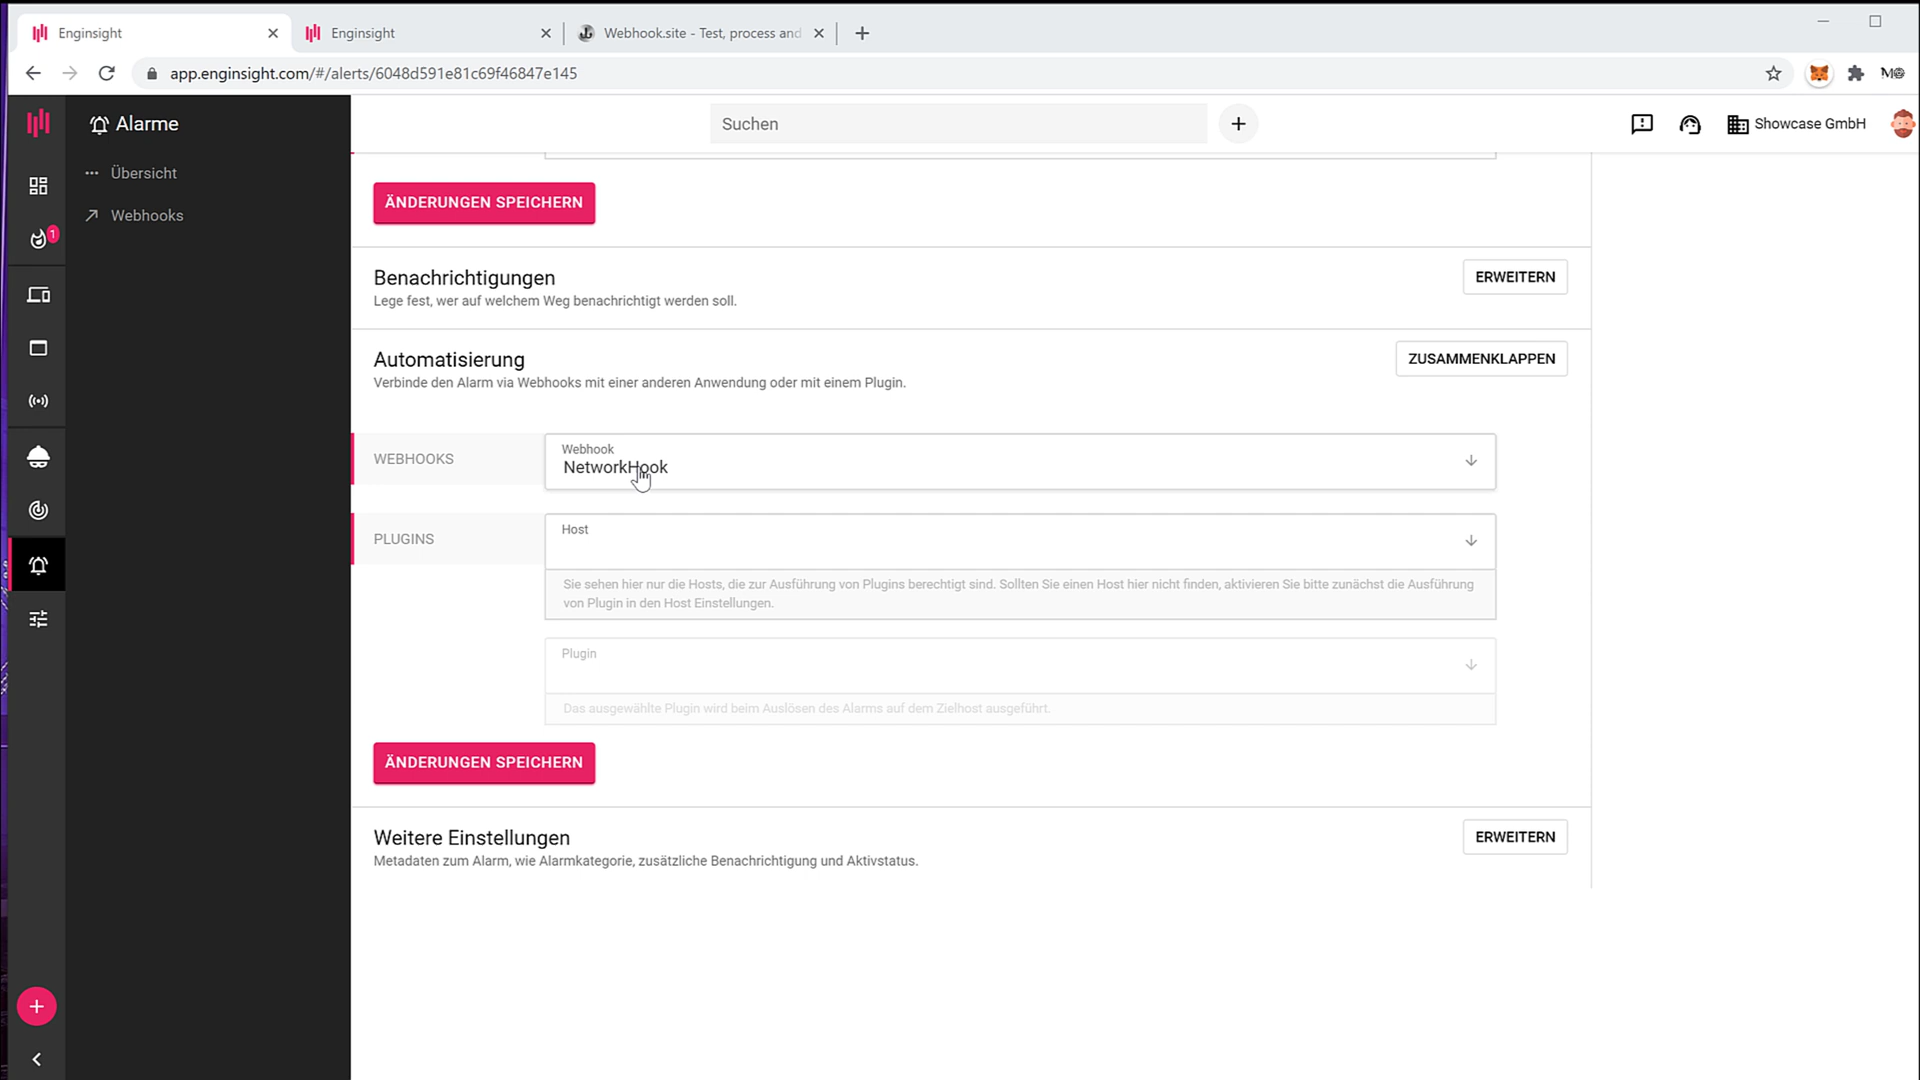 Enginsight
Enginsight
Webhook.site - Test, process and
app.enginsight.com/#/alerts/6048d591e81c69f46847e145
Alarme
Suchen
Showcase GmbH
1
Übersicht
Webhooks
ÄNDERUNGEN SPEICHERN
Benachrichtigungen
Lege fest, wer auf welchem Weg benachrichtigt werden soll.
ERWEITERN
Automatisierung
Verbinde den Alarm via Webhooks mit einer anderen Anwendung oder mit einem Plugin.
ZUSAMMENKLAPPEN
WEBHOOKS
Webhook
NetworkHook
PLUGINS
Host
Sie sehen hier nur die Hosts, die zur Ausführung von Plugins berechtigt sind. Sollten Sie einen Host hier nicht finden, aktivieren Sie bitte zunächst die Ausführung
von Plugin in den Host Einstellungen.
Plugin
Das ausgewählte Plugin wird beim Auslösen des Alarms auf dem Zielhost ausgeführt.
ÄNDERUNGEN SPEICHERN
Weitere Einstellungen
Metadaten zum Alarm, wie Alarmkategorie, zusätzliche Benachrichtigung und Aktivstatus.
ERWEITERN